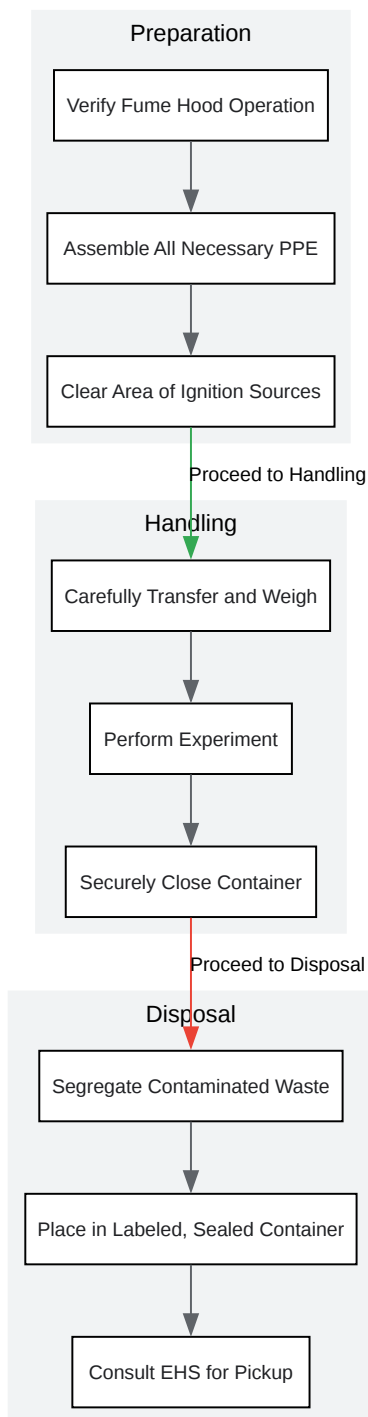 Preparation
Verify Fume Hood Operation
Assemble All Necessary PPE
Clear Area of Ignition Sources
Proceed to Handling
Handling
Carefully Transfer and Weigh
Perform Experiment
Securely Close Container
Proceed to Disposal
Disposal
Segregate Contaminated Waste
Place in Labeled, Sealed Container
Consult EHS for Pickup